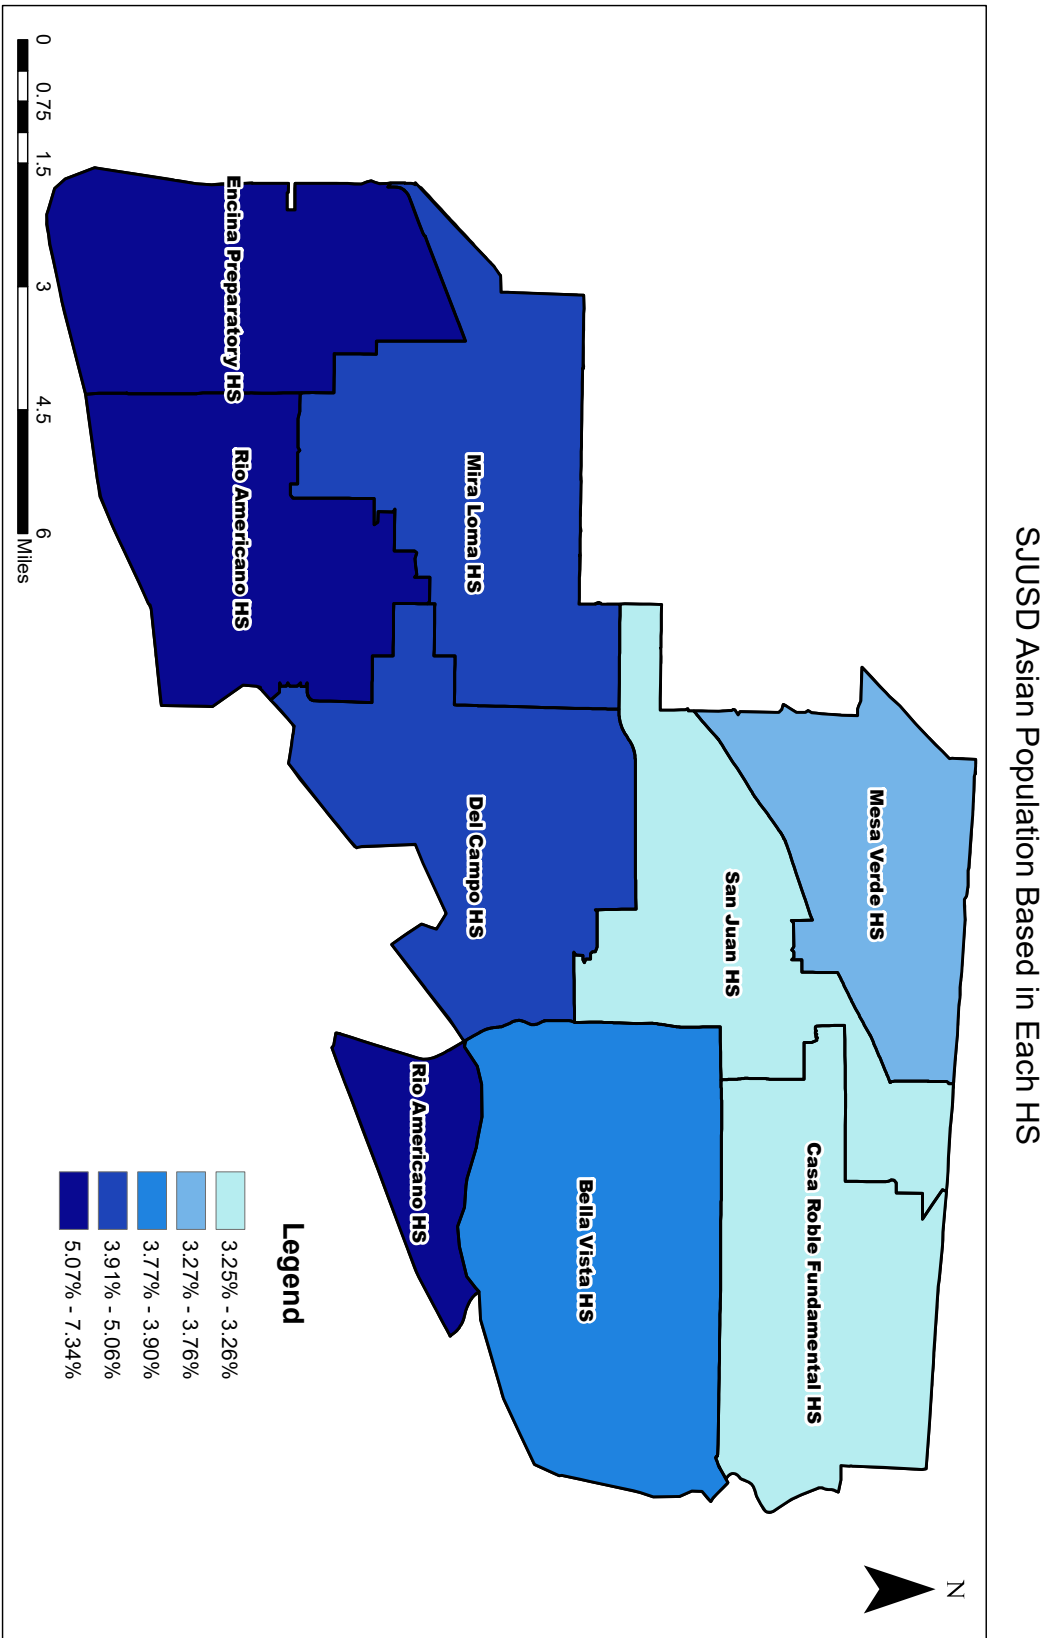 SJUSD Asian Population Based in Each HS
N
Mesa Verde HS
San Juan HS
Casa Roble Fundamental HS
Mira Loma HS
Del Campo HS
Bella Vista HS
Encina Preparatory HS
Rio Americano HS
Rio Americano HS
Legend
3.25% - 3.26%
3.27% - 3.76%
3.77% - 3.90%
3.91% - 5.06%
5.07% - 7.34%
0 0.75 1.5 3 4.5 6
Miles